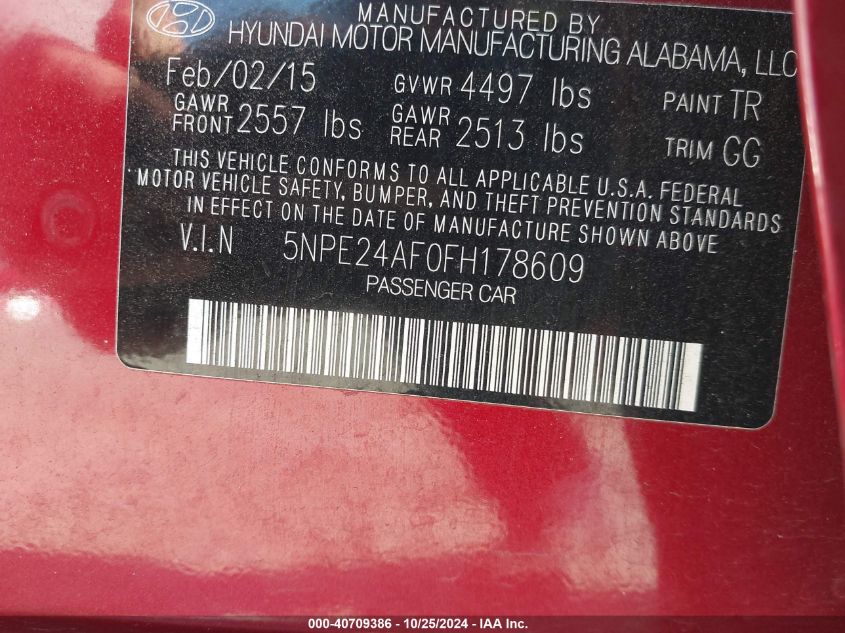 MANUFACTURED BY
HYUNDAI MOTOR MANUFACTURING ALABAMA, LLC
Feb/02/15 GVWR 4497 lbs PAINT TR
GAWR FRONT 2557 lbs GAWR REAR 2513 lbs TRIM GG
THIS VEHICLE CONFORMS TO ALL APPLICABLE U.S.A. FEDERAL
MOTOR VEHICLE SAFETY, BUMPER, AND THEFT PREVENTION STANDARDS
IN EFFECT ON THE DATE OF MANUFACTURE SHOWN ABOVE
V.I.N 5NPE24AF0FH178609
PASSENGER CAR
000-40709386 - 10/25/2024 - IAA Inc.